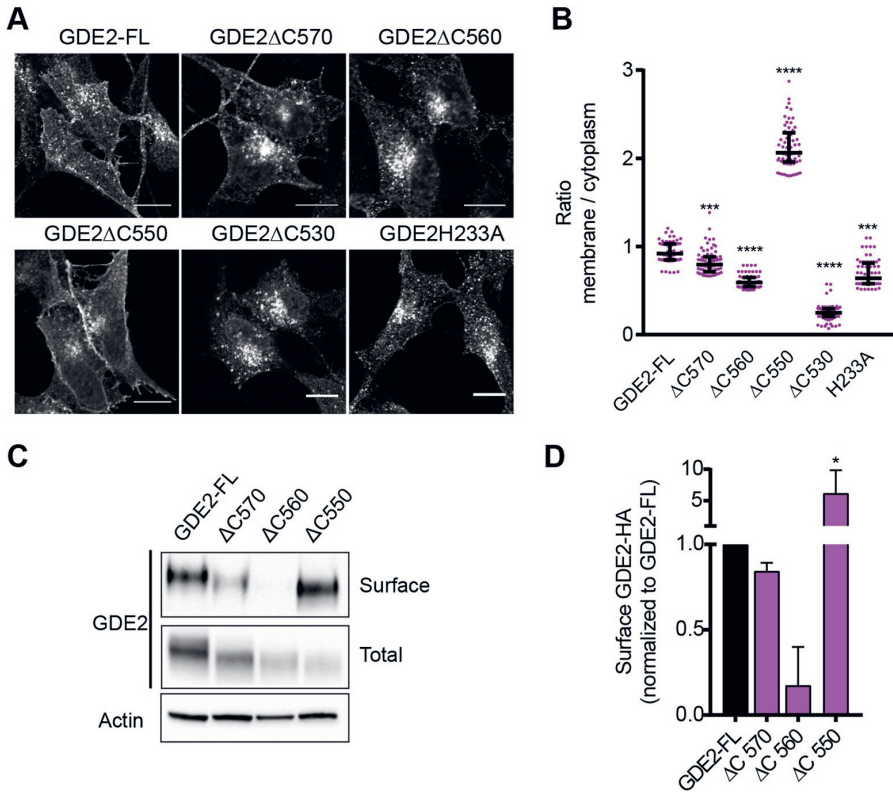 A
GDE2-FL
GDE2ΔC570
GDE2ΔC560
GDE2ΔC550
GDE2ΔC530
GDE2H233A
B
Ratio
membrane / cytoplasm
3
2
1
0
****
***
****
****
***
GDE2-FL
ΔC570
ΔC560
ΔC550
ΔC530
H233A
C
GDE2-FL
ΔC570
ΔC560
ΔC550
GDE2
Surface
Total
Actin
D
Surface GDE2-HA
(normalized to GDE2-FL)
10
5
1.0
0.5
0.0
*
GDE2-FL
ΔC 570
ΔC 560
ΔC 550